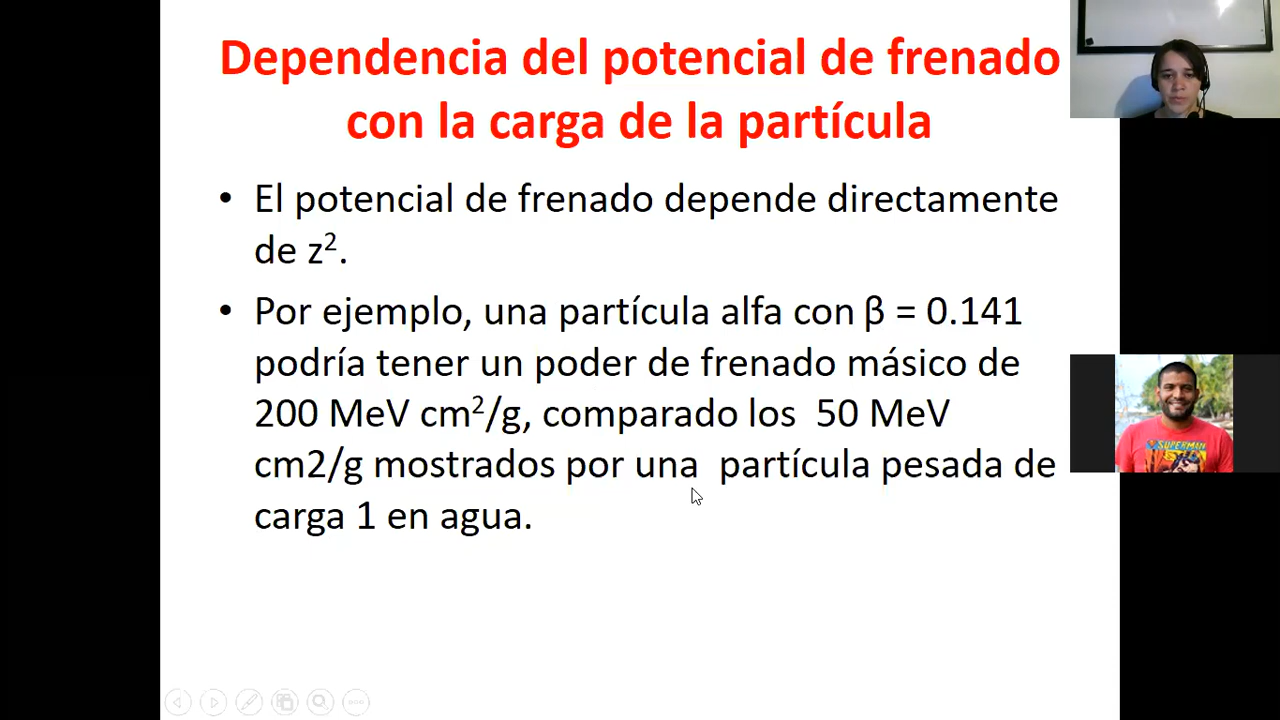 Dependencia del potencial de frenado
con la carga de la partícula
• El potencial de frenado depende directamente
de z².
• Por ejemplo, una partícula alfa con β = 0.141
podría tener un poder de frenado másico de
200 MeV cm²/g, comparado los 50 MeV
cm2/g mostrados por una partícula pesada de
carga 1 en agua.
SUPERMAN